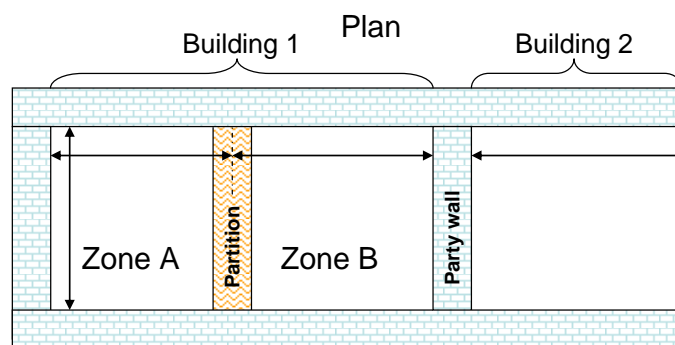 Plan
Building 1
Building 2
Zone A
Partition
Zone B
Party wall